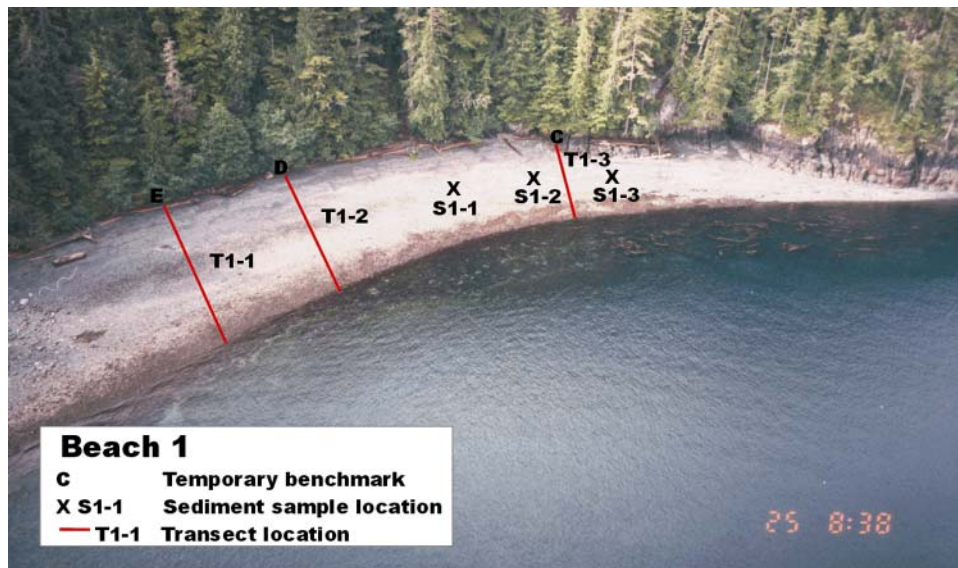 C
T1-3
D
E
X
X
X
S1-1
S1-2
S1-3
T1-2
T1-1
Beach 1
C Temporary benchmark
X S1-1 Sediment sample location
T1-1 Transect location
25 8:38